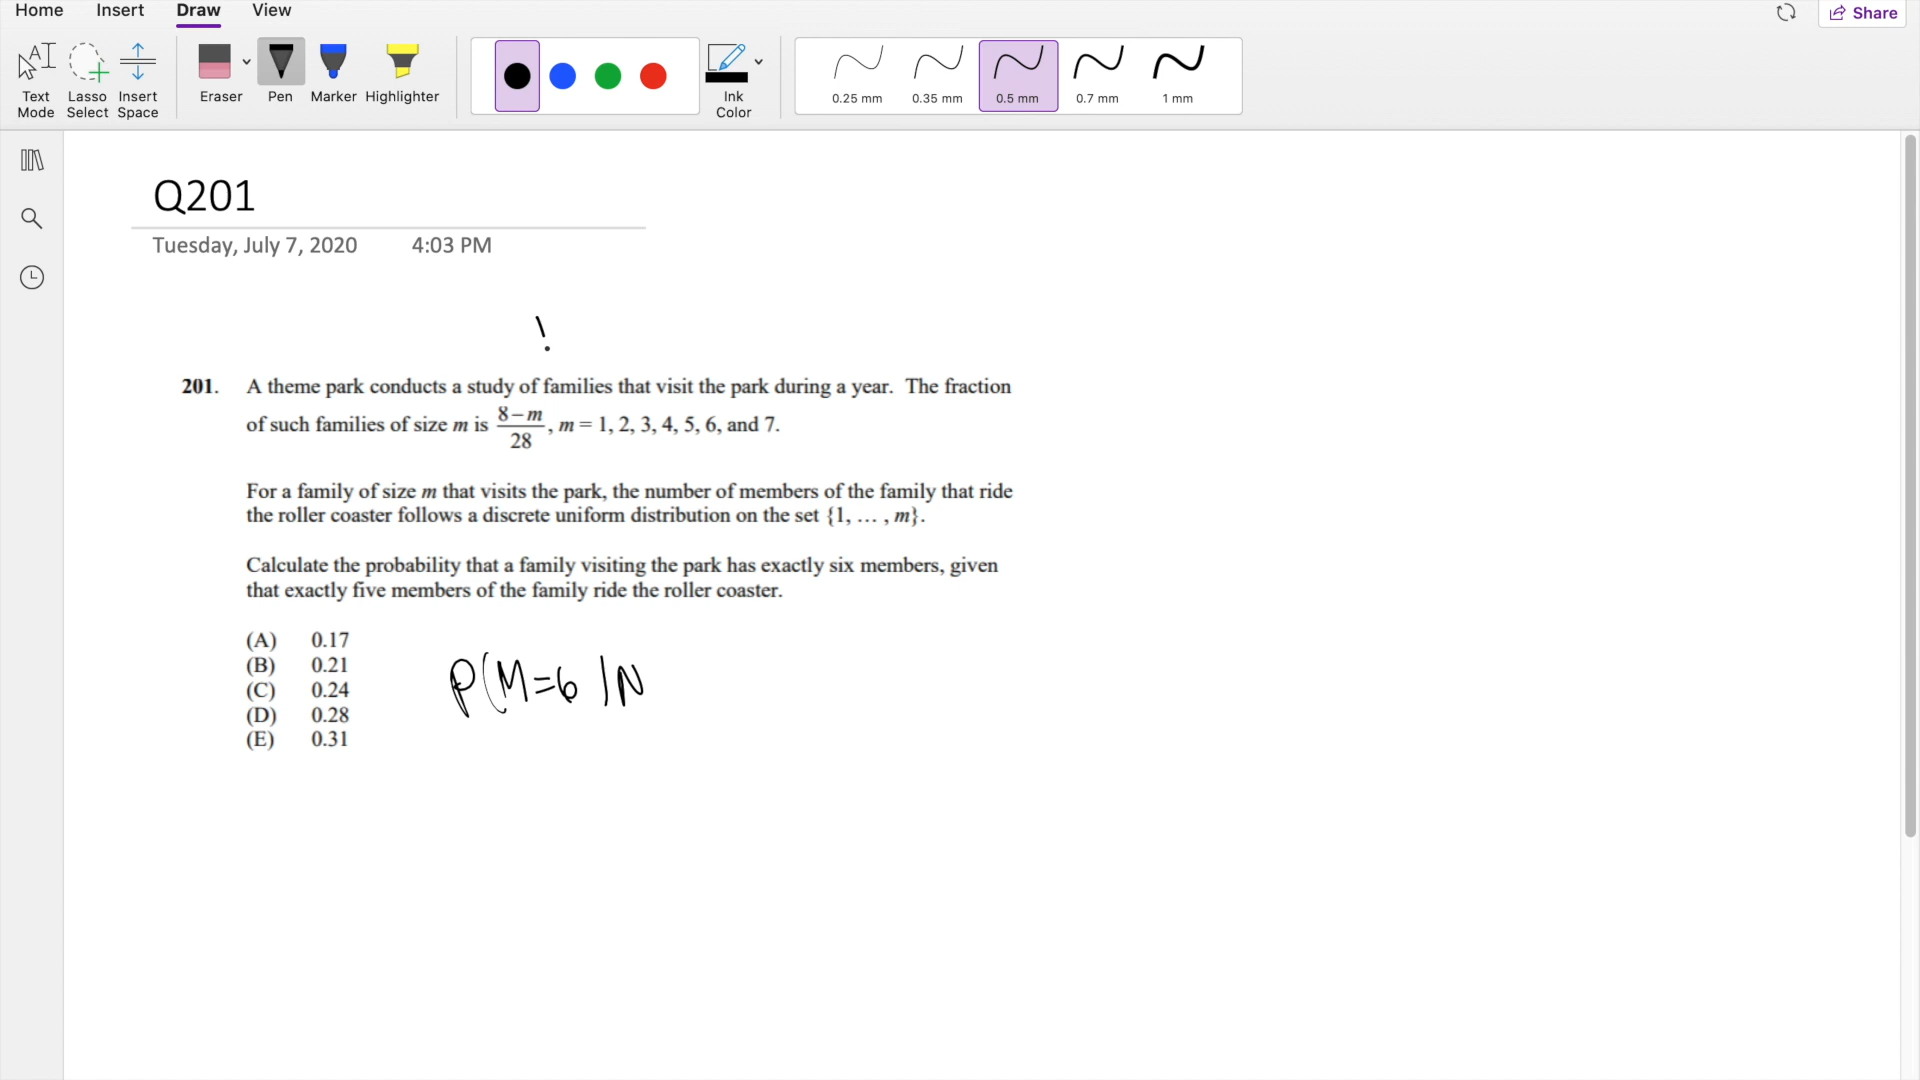 Home Insert Draw View
Share
Text Mode
Lasso Select
Insert Space
Eraser
Pen
Marker
Highlighter
Ink Color
0.25 mm
0.35 mm
0.5 mm
0.7 mm
1 mm
Q201
Tuesday, July 7, 2020 4:03 PM
201. A theme park conducts a study of families that visit the park during a year. The fraction
of such families of size m is (8−m)/28, m = 1, 2, 3, 4, 5, 6, and 7.
For a family of size m that visits the park, the number of members of the family that ride
the roller coaster follows a discrete uniform distribution on the set {1, … , m}.
Calculate the probability that a family visiting the park has exactly six members, given
that exactly five members of the family ride the roller coaster.
(A) 0.17
(B) 0.21
(C) 0.24
(D) 0.28
(E) 0.31
P(M=6 | N